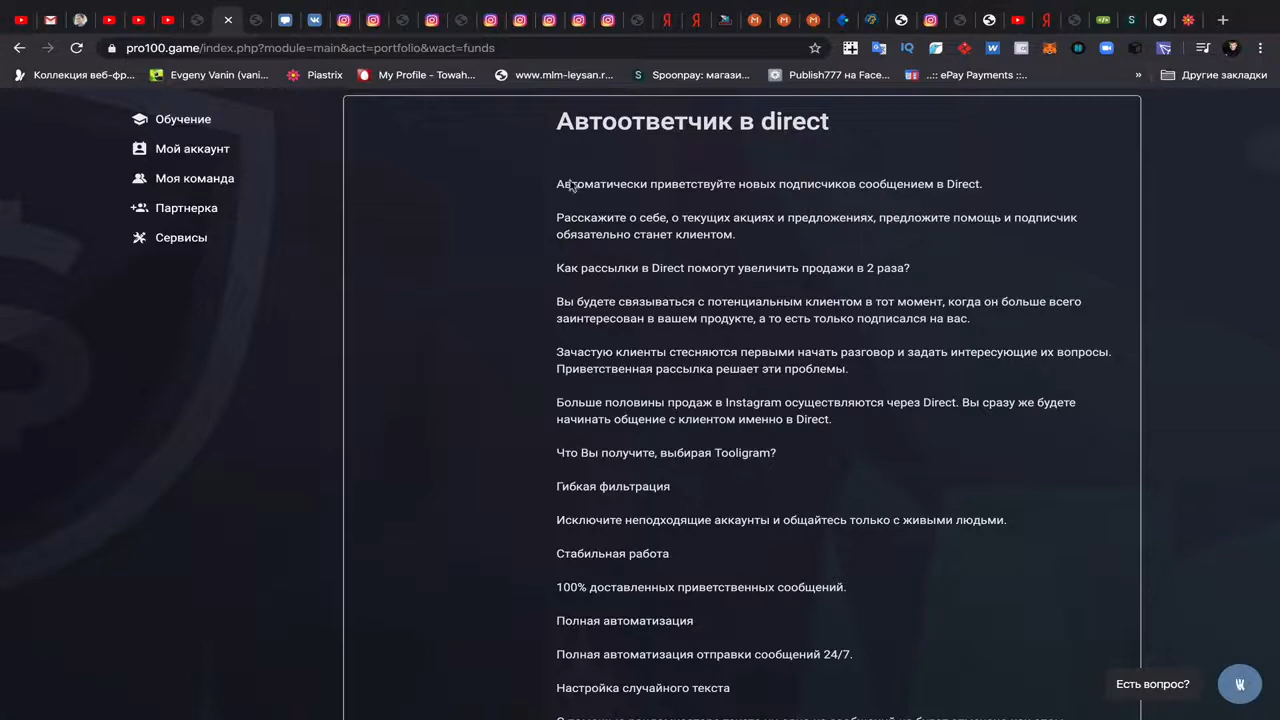 pro100.game/index.php?module=main&act=portfolio&wact=funds
Коллекция веб-фр...
Evgeny Vanin (vani...
Piastrix
My Profile - Towah...
www.mlm-leysan.r...
Spoonpay: магази...
Publish777 на Face...
..:: ePay Payments ::...
»
Другие закладки
Обучение
Мой аккаунт
Моя команда
Партнерка
Сервисы
Автоответчик в direct
Автоматически приветствуйте новых подписчиков сообщением в Direct.
Расскажите о себе, о текущих акциях и предложениях, предложите помощь и подписчик
обязательно станет клиентом.
Как рассылки в Direct помогут увеличить продажи в 2 раза?
Вы будете связываться с потенциальным клиентом в тот момент, когда он больше всего
заинтересован в вашем продукте, а то есть только подписался на вас.
Зачастую клиенты стесняются первыми начать разговор и задать интересующие их вопросы.
Приветственная рассылка решает эти проблемы.
Больше половины продаж в Instagram осуществляются через Direct. Вы сразу же будете
начинать общение с клиентом именно в Direct.
Что Вы получите, выбирая Tooligram?
Гибкая фильтрация
Исключите неподходящие аккаунты и общайтесь только с живыми людьми.
Стабильная работа
100% доставленных приветственных сообщений.
Полная автоматизация
Полная автоматизация отправки сообщений 24/7.
Настройка случайного текста
Есть вопрос?